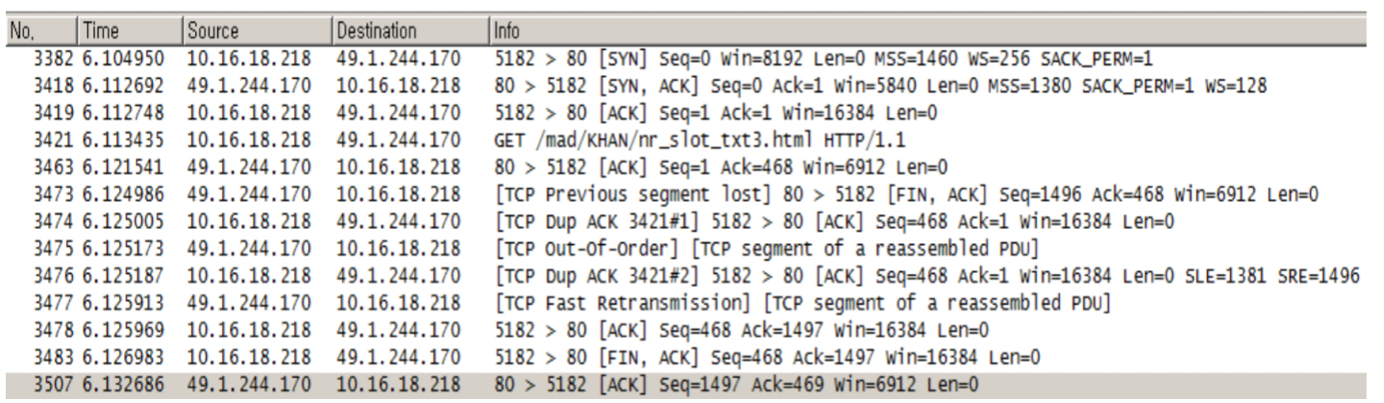 No. Time Source Destination Info
3382 6.104950 10.16.18.218 49.1.244.170 5182 > 80 [SYN] Seq=0 Win=8192 Len=0 MSS=1460 WS=256 SACK_PERM=1
3418 6.112692 49.1.244.170 10.16.18.218 80 > 5182 [SYN, ACK] Seq=0 Ack=1 Win=5840 Len=0 MSS=1380 SACK_PERM=1 WS=128
3419 6.112748 10.16.18.218 49.1.244.170 5182 > 80 [ACK] Seq=1 Ack=1 Win=16384 Len=0
3421 6.113435 10.16.18.218 49.1.244.170 GET /mad/KHAN/nr_slot_txt3.html HTTP/1.1
3463 6.121541 49.1.244.170 10.16.18.218 80 > 5182 [ACK] Seq=1 Ack=468 Win=6912 Len=0
3473 6.124986 49.1.244.170 10.16.18.218 [TCP Previous segment lost] 80 > 5182 [FIN, ACK] Seq=1496 Ack=468 Win=6912 Len=0
3474 6.125005 10.16.18.218 49.1.244.170 [TCP Dup ACK 3421#1] 5182 > 80 [ACK] Seq=468 Ack=1 Win=16384 Len=0
3475 6.125173 49.1.244.170 10.16.18.218 [TCP Out-Of-Order] [TCP segment of a reassembled PDU]
3476 6.125187 10.16.18.218 49.1.244.170 [TCP Dup ACK 3421#2] 5182 > 80 [ACK] Seq=468 Ack=1 Win=16384 Len=0 SLE=1381 SRE=1496
3477 6.125913 49.1.244.170 10.16.18.218 [TCP Fast Retransmission] [TCP segment of a reassembled PDU]
3478 6.125969 10.16.18.218 49.1.244.170 5182 > 80 [ACK] Seq=468 Ack=1497 Win=16384 Len=0
3483 6.126983 10.16.18.218 49.1.244.170 5182 > 80 [FIN, ACK] Seq=468 Ack=1497 Win=16384 Len=0
3507 6.132686 49.1.244.170 10.16.18.218 80 > 5182 [ACK] Seq=1497 Ack=469 Win=6912 Len=0